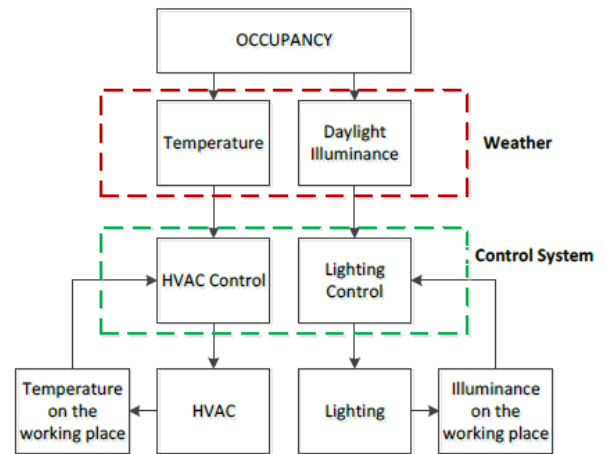 OCCUPANCY
Temperature
Daylight
Illuminance
Weather
HVAC Control
Lighting
Control
Control System
Temperature
on the
working place
HVAC
Lighting
Illuminance
on the
working place